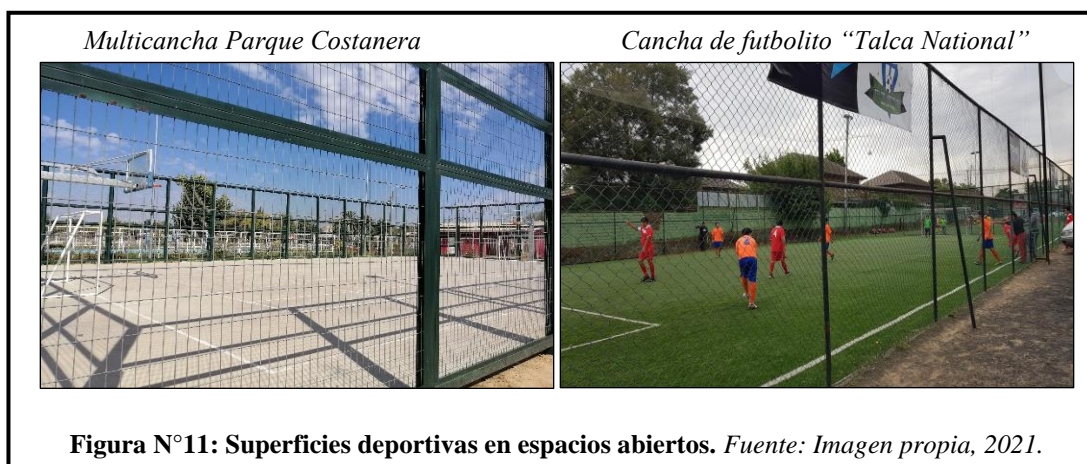 Multicancha Parque Costanera
Cancha de futbolito “Talca National”
Figura N°11: Superficies deportivas en espacios abiertos. Fuente: Imagen propia, 2021.